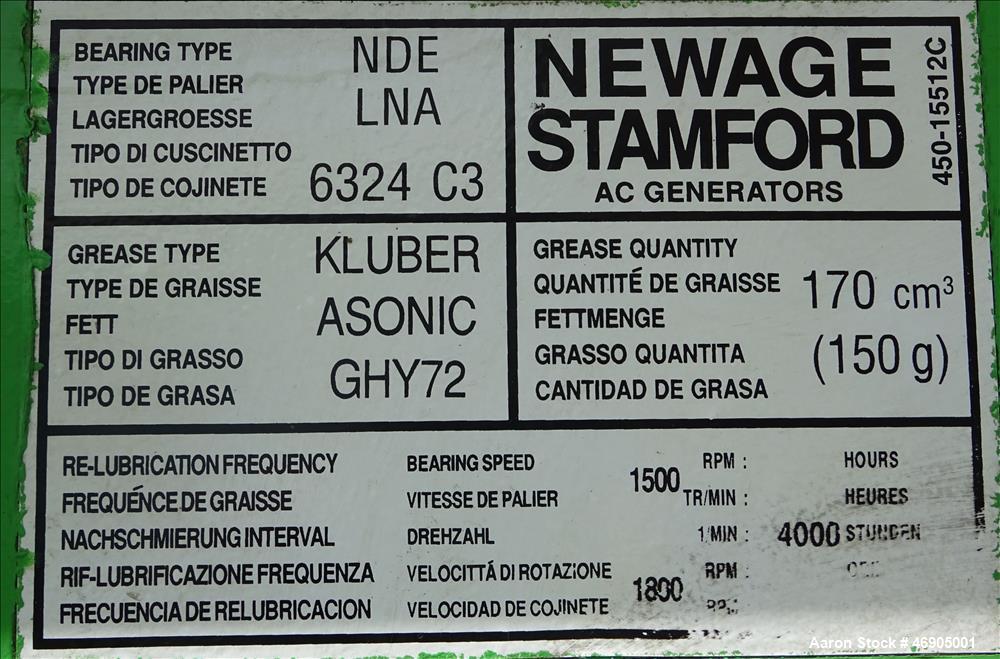 BEARING TYPE
TYPE DE PALIER
LAGERGROESSE
TIPO DI CUSCINETTO
TIPO DE COJINETE
NDE
LNA
6324 C3
NEWAGE
STAMFORD
AC GENERATORS
450-15512C
GREASE TYPE
TYPE DE GRAISSE
FETT
TIPO DI GRASSO
TIPO DE GRASA
KLUBER
ASONIC
GHY72
GREASE QUANTITY
QUANTITÉ DE GRAISSE
FETTMENGE
GRASSO QUANTITA
CANTIDAD DE GRASA
170 cm³
(150 g)
RE-LUBRICATION FREQUENCY
FREQUÉNCE DE GRAISSE
NACHSCHMIERUNG INTERVAL
RIF-LUBRIFICAZIONE FREQUENZA
FRECUENCIA DE RELUBRICACION
BEARING SPEED
VITESSE DE PALIER
DREHZAHL
VELOCITTÁ DI ROTAZIONE
VELOCIDAD DE COJINETE
1500
1800
RPM :
TR/MIN :
1/MIN :
RPM :
HOURS
HEURES
4000 STUNDEN
Aaron Stock # 46905001